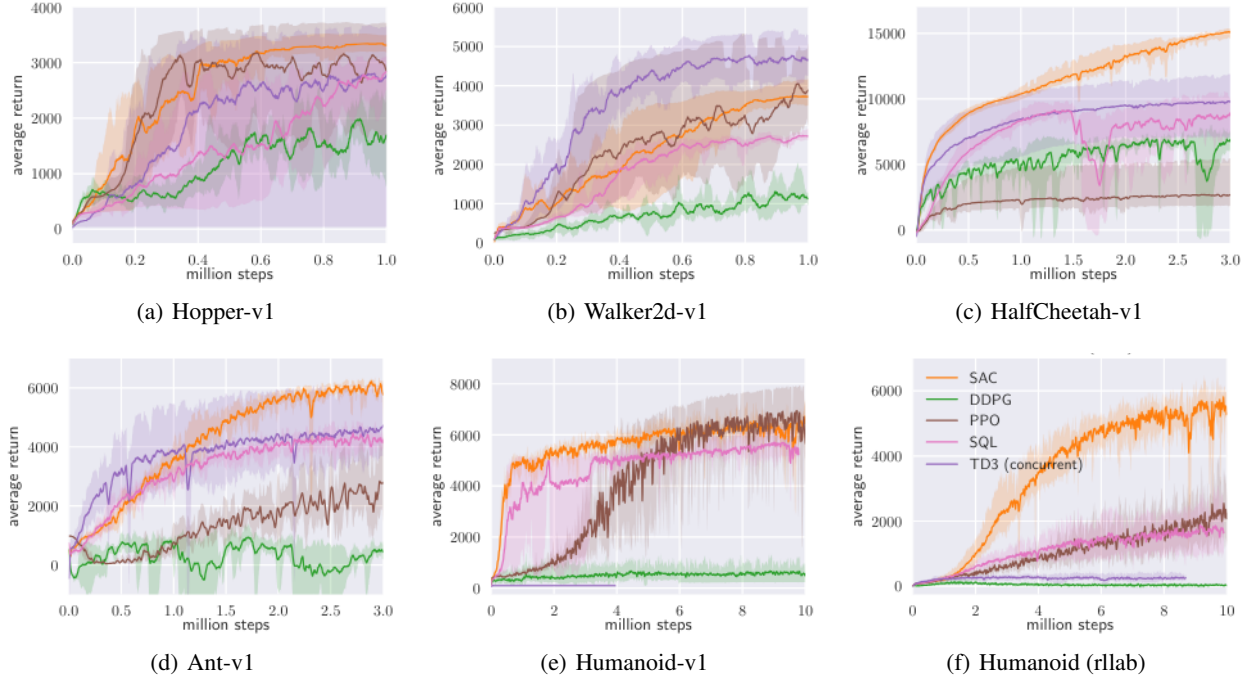 4000
3000
2000
1000
0
average return
0.0 0.2 0.4 0.6 0.8 1.0
million steps
(a) Hopper-v1
6000
5000
4000
3000
2000
1000
0
average return
0.0 0.2 0.4 0.6 0.8 1.0
million steps
(b) Walker2d-v1
15000
10000
5000
0
average return
0.0 0.5 1.0 1.5 2.0 2.5 3.0
million steps
(c) HalfCheetah-v1
6000
4000
2000
0
average return
0.0 0.5 1.0 1.5 2.0 2.5 3.0
million steps
(d) Ant-v1
8000
6000
4000
2000
0
average return
0 2 4 6 8 10
million steps
(e) Humanoid-v1
6000
4000
2000
0
average return
SAC
DDPG
PPO
SQL
TD3 (concurrent)
0 2 4 6 8 10
million steps
(f) Humanoid (rllab)